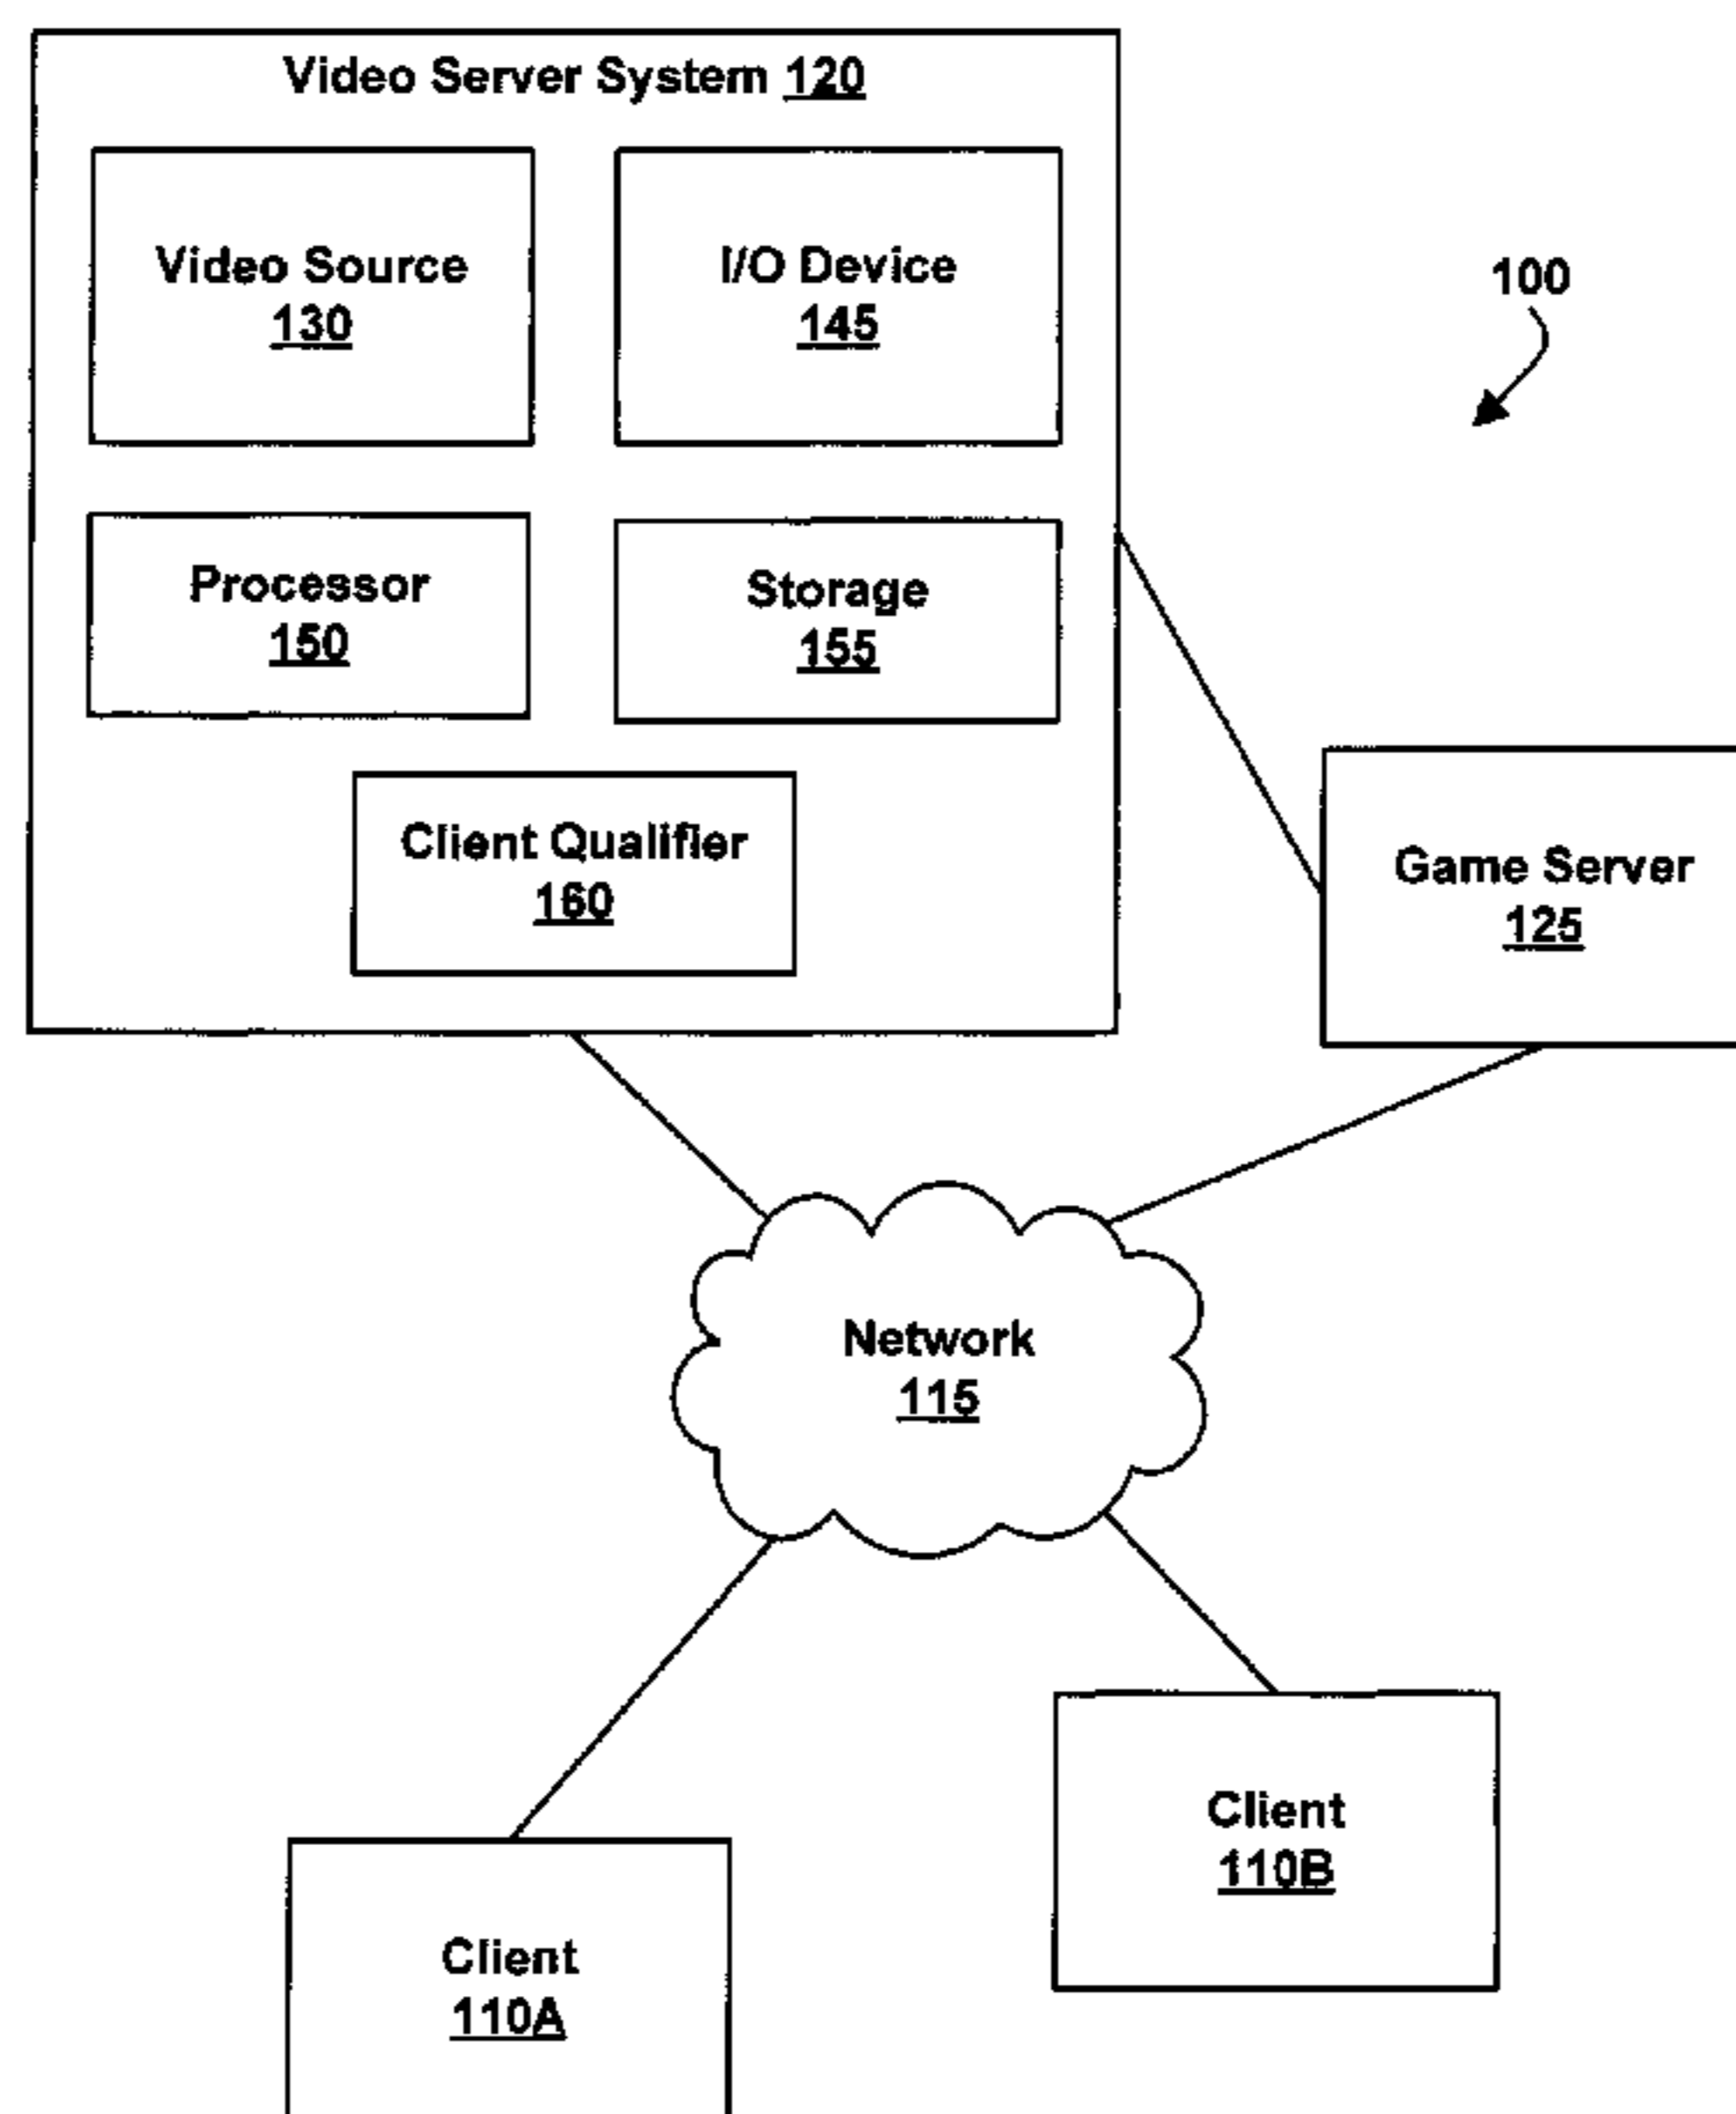 Video Server System 120
Video Source
130
I/O Device
145
100
Processor
150
Storage
155
Client Qualifier
160
Game Server
125
Network
115
Client
110B
Client
110A